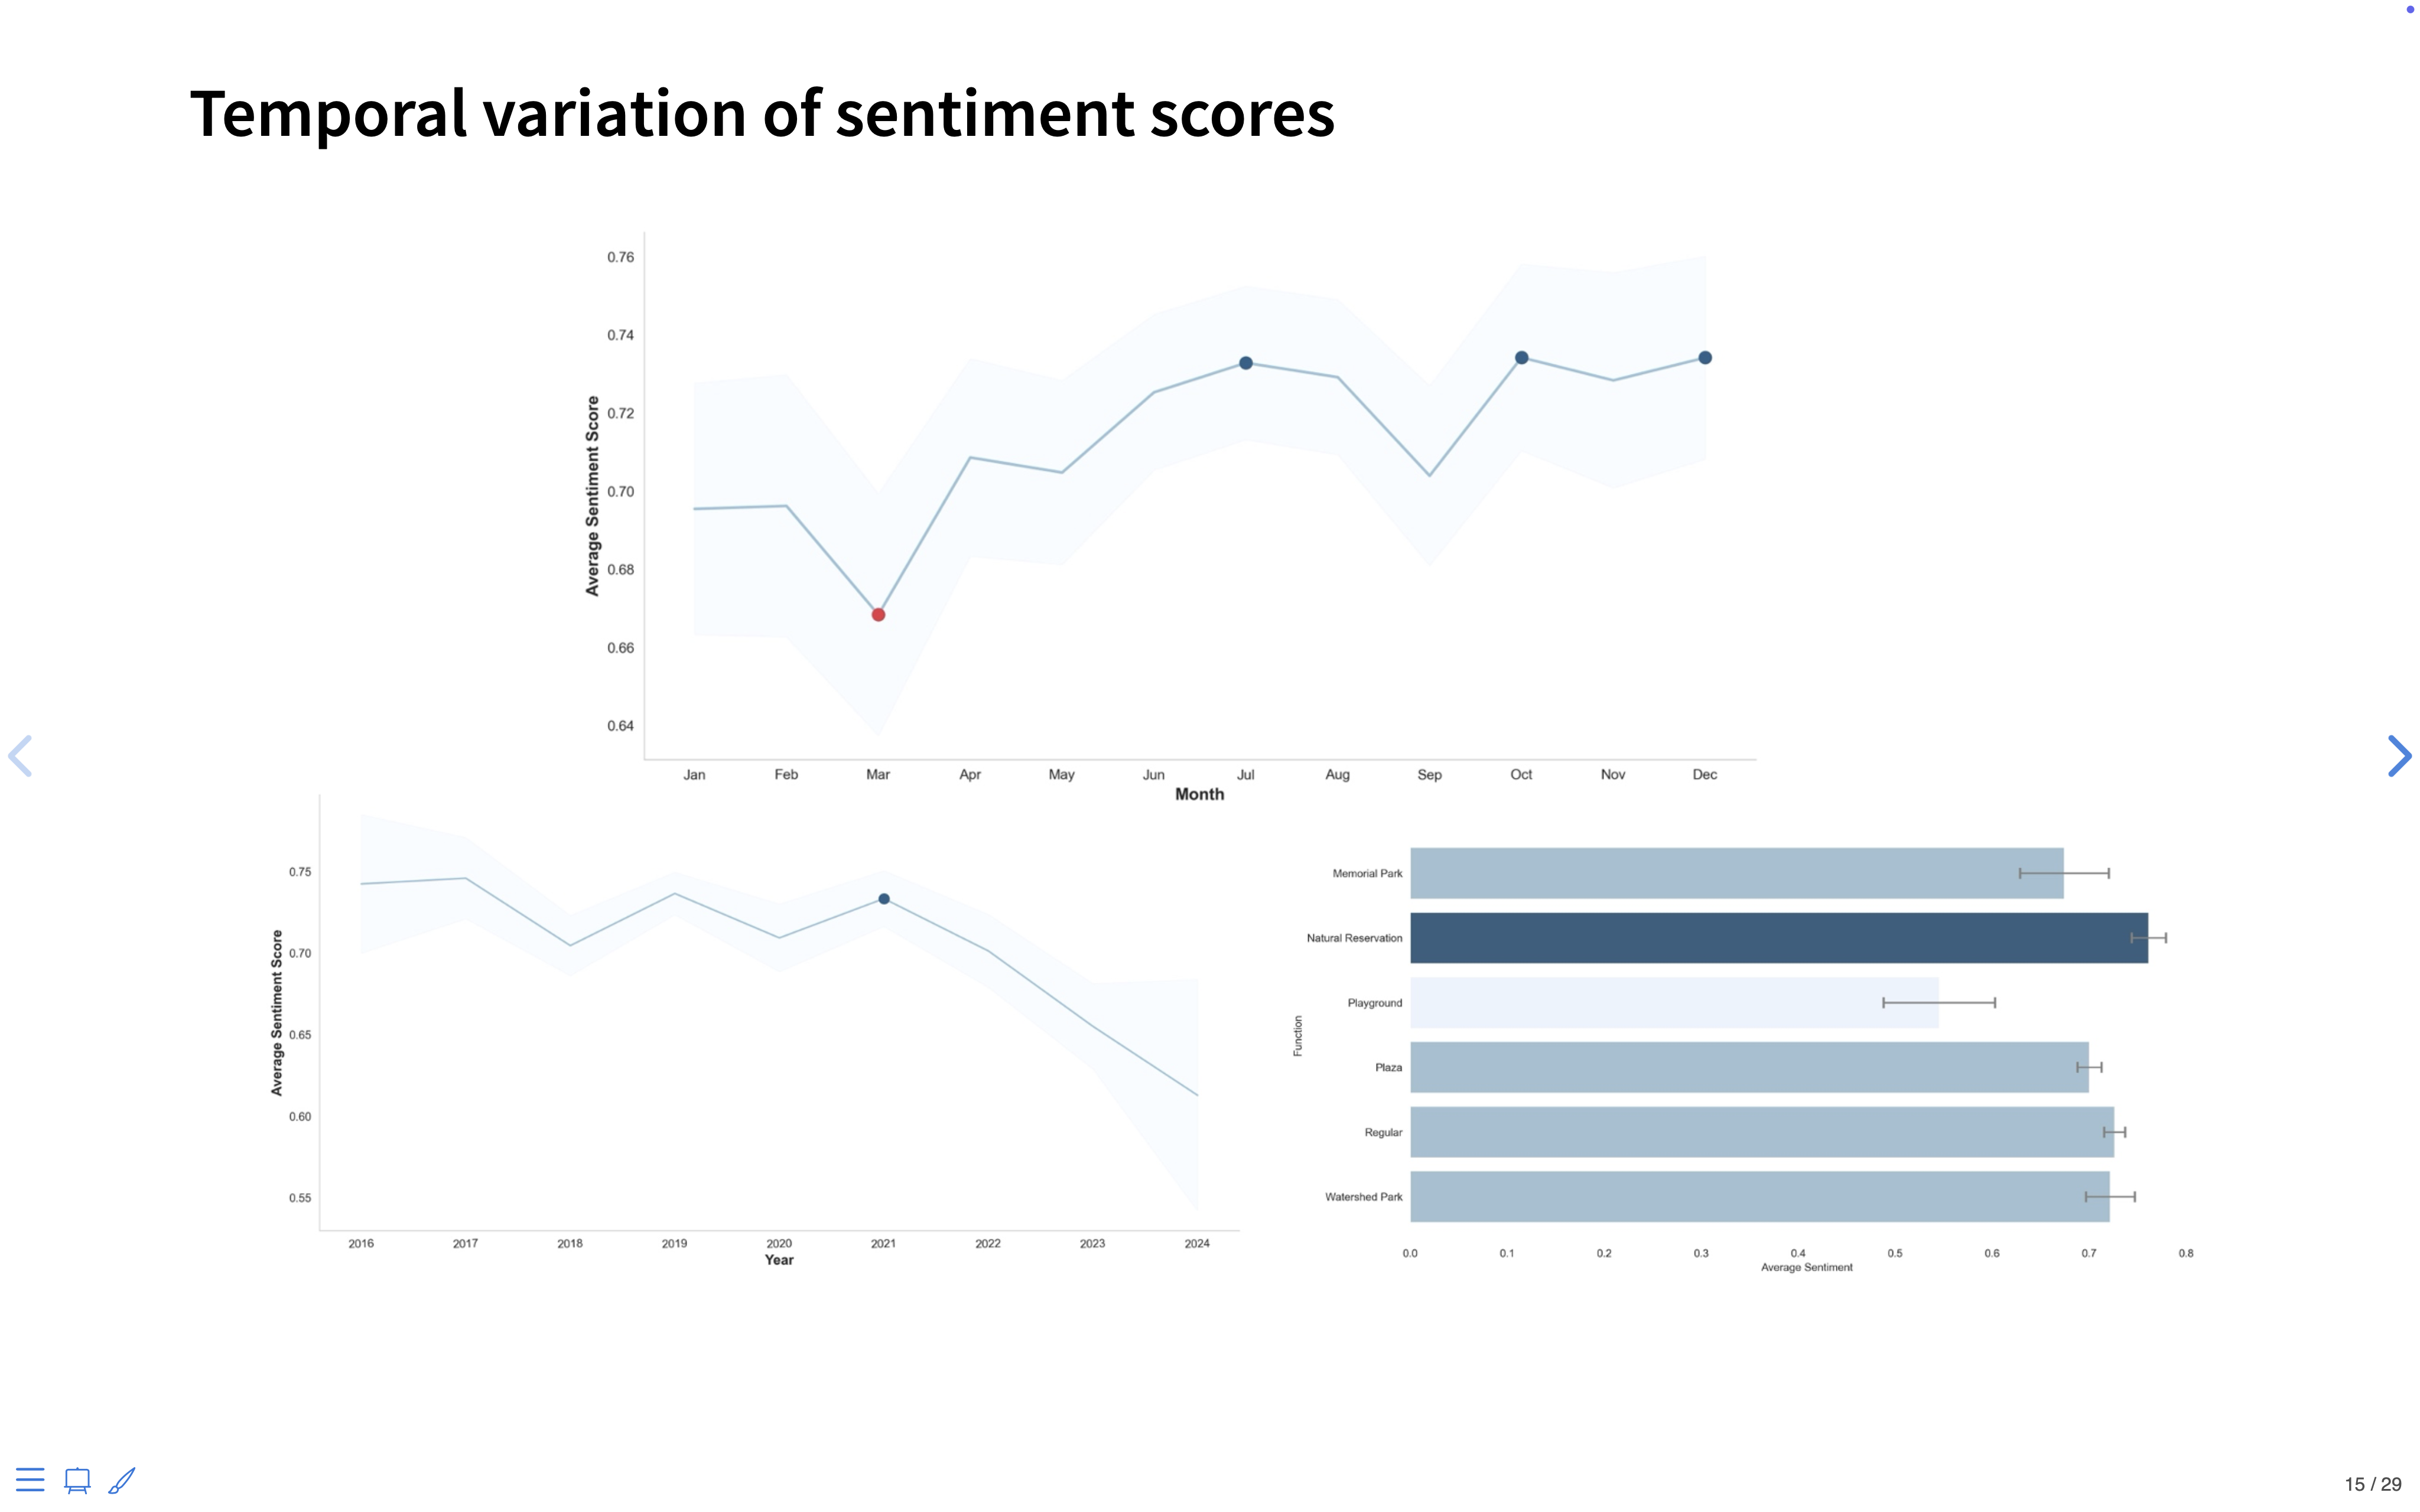 Temporal variation of sentiment scores
Average Sentiment Score
0.76
0.74
0.72
0.70
0.68
0.66
0.64
Jan Feb Mar Apr May Jun Jul Aug Sep Oct Nov Dec
Month
Average Sentiment Score
0.75
0.70
0.65
0.60
0.55
2016 2017 2018 2019 2020 2021 2022 2023 2024
Year
Function
Memorial Park
Natural Reservation
Playground
Plaza
Regular
Watershed Park
0.0 0.1 0.2 0.3 0.4 0.5 0.6 0.7 0.8
Average Sentiment
15 / 29